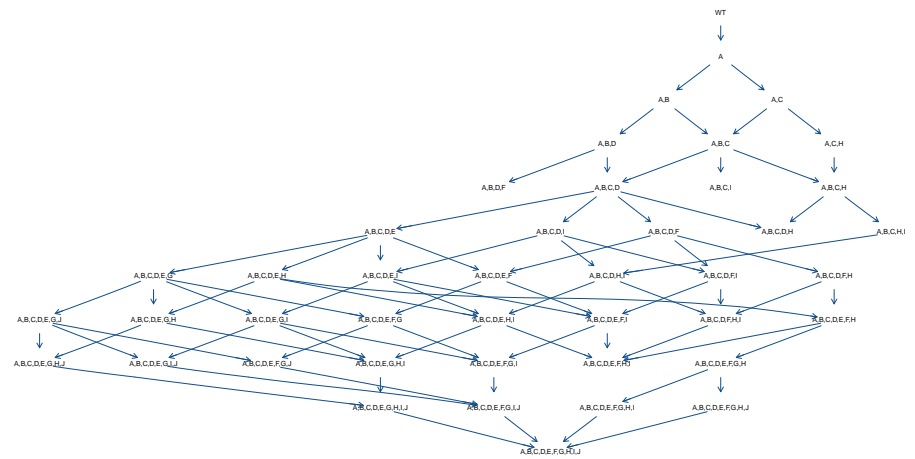 WT
A
A,B
A,C
A,B,D
A,B,C
A,C,H
A,B,D,F
A,B,C,D
A,B,C,I
A,B,C,H
A,B,C,D,E
A,B,C,D,I
A,B,C,D,F
A,B,C,D,H
A,B,C,H,I
A,B,C,D,E,G
A,B,C,D,E,H
A,B,C,D,E,I
A,B,C,D,E,F
A,B,C,D,H,I
A,B,C,D,F,I
A,B,C,D,F,H
A,B,C,D,E,G,J
A,B,C,D,E,G,H
A,B,C,D,E,G,I
A,B,C,D,E,F,G
A,B,C,D,E,H,I
A,B,C,D,E,F,I
A,B,C,D,F,H,I
A,B,C,D,E,F,H
A,B,C,D,E,G,H,J
A,B,C,D,E,G,I,J
A,B,C,D,E,F,G,J
A,B,C,D,E,G,H,I
A,B,C,D,E,F,G,I
A,B,C,D,E,F,H,I
A,B,C,D,E,F,G,H
A,B,C,D,E,G,H,I,J
A,B,C,D,E,F,G,I,J
A,B,C,D,E,F,G,H,I
A,B,C,D,E,F,G,H,J
A,B,C,D,E,F,G,H,I,J